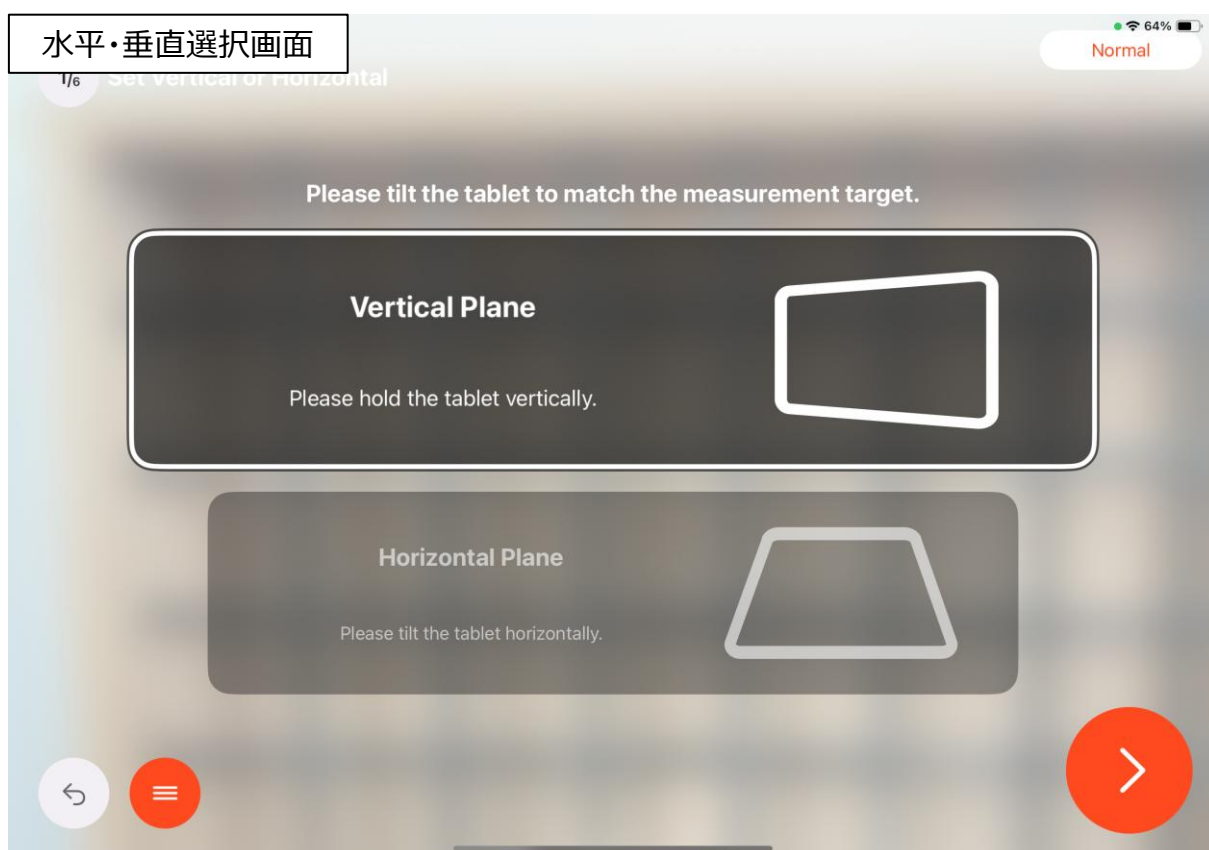 水平・垂直選択画面
64%
Normal
1/6 Set Vertical or Horizontal
Please tilt the tablet to match the measurement target.
Vertical Plane
Please hold the tablet vertically.
Horizontal Plane
Please tilt the tablet horizontally.